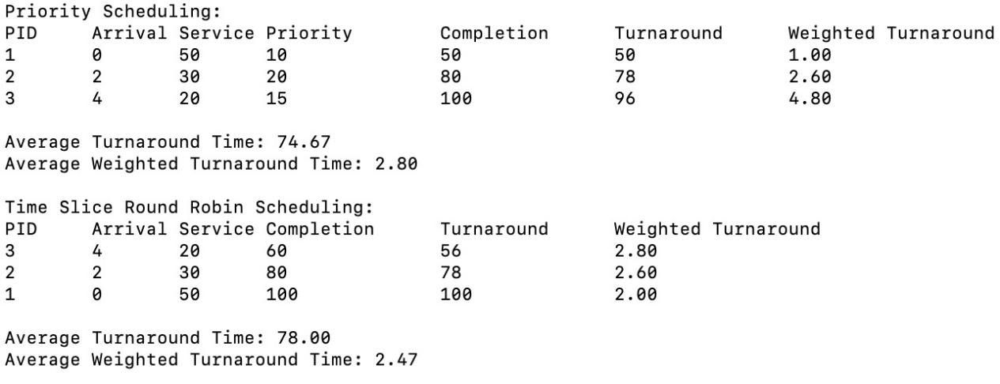 Priority Scheduling:
PID Arrival Service Priority Completion Turnaround Weighted Turnaround
1 0 50 10 50 50 1.00
2 2 30 20 80 78 2.60
3 4 20 15 100 96 4.80
Average Turnaround Time: 74.67
Average Weighted Turnaround Time: 2.80
Time Slice Round Robin Scheduling:
PID Arrival Service Completion Turnaround Weighted Turnaround
3 4 20 60 56 2.80
2 2 30 80 78 2.60
1 0 50 100 100 2.00
Average Turnaround Time: 78.00
Average Weighted Turnaround Time: 2.47